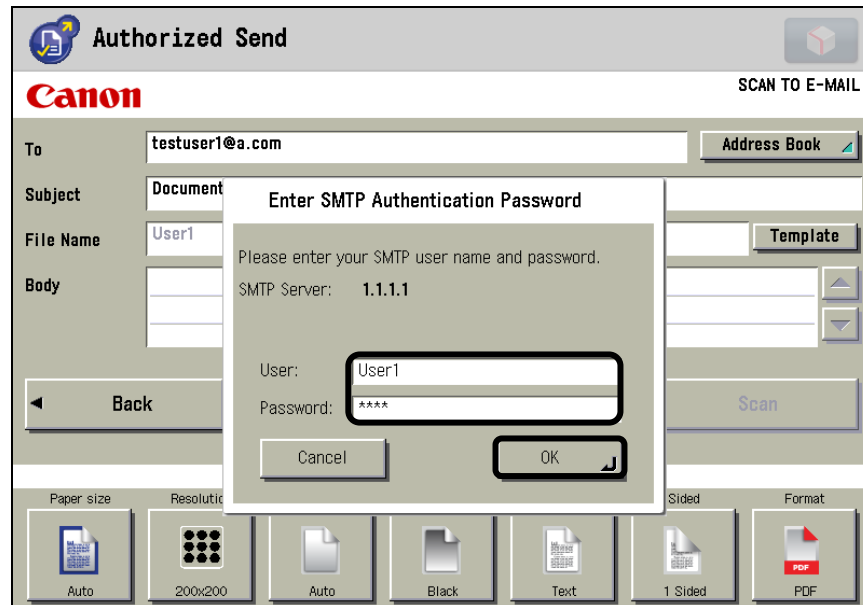 Authorized Send
Canon
SCAN TO E-MAIL
To
testuser1@a.com
Address Book
Subject
Document
File Name
User1
Template
Body
Enter SMTP Authentication Password
Please enter your SMTP user name and password.
SMTP Server: 1.1.1.1
User: User1
Password: ****
Cancel
OK
Back
Scan
Paper size
Resolutio
Sided
Format
Auto
200x200
Auto
Black
Text
1 Sided
PDF
PDF